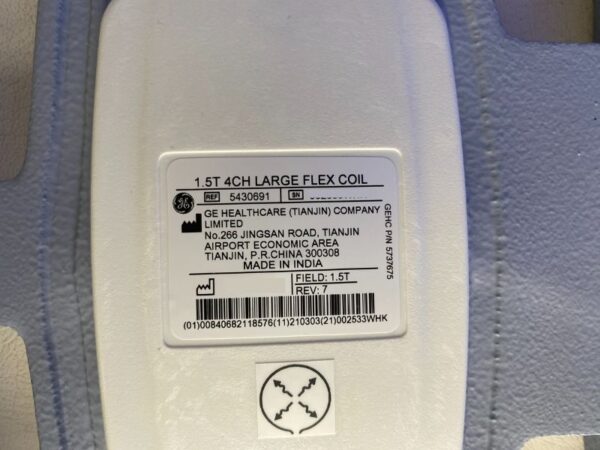 1.5T 4CH LARGE FLEX COIL
REF 5430691 SN
GE HEALTHCARE (TIANJIN) COMPANY
LIMITED
No.266 JINGSAN ROAD, TIANJIN
AIRPORT ECONOMIC AREA
TIANJIN, P.R.CHINA 300308
MADE IN INDIA
FIELD: 1.5T
REV: 7
(01)00840682118576(11)210303(21)002533WHK
GEHC P/N 5737675
GE